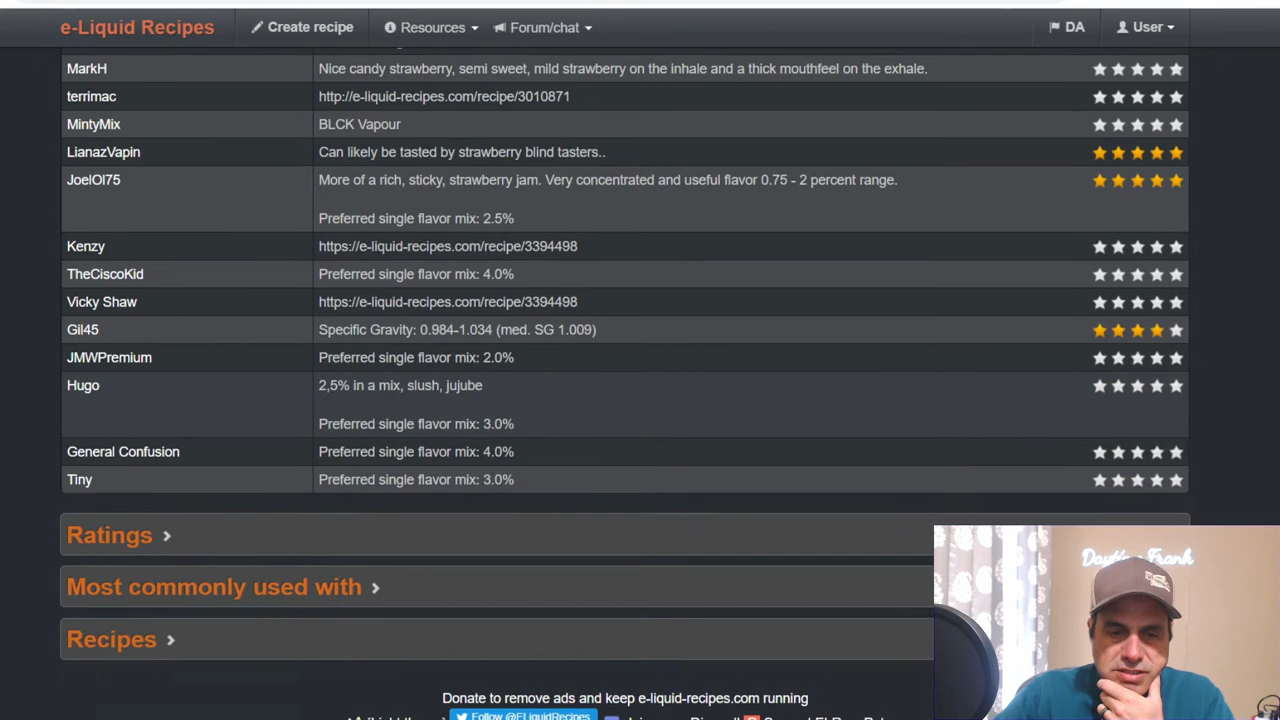 e-Liquid Recipes Create recipe Resources Forum/chat DA User
MarkH Nice candy strawberry, semi sweet, mild strawberry on the inhale and a thick mouthfeel on the exhale.
terrimac http://e-liquid-recipes.com/recipe/3010871
MintyMix BLCK Vapour
LianazVapin Can likely be tasted by strawberry blind tasters..
JoelOl75 More of a rich, sticky, strawberry jam. Very concentrated and useful flavor 0.75 - 2 percent range.
Preferred single flavor mix: 2.5%
Kenzy https://e-liquid-recipes.com/recipe/3394498
TheCiscoKid Preferred single flavor mix: 4.0%
Vicky Shaw https://e-liquid-recipes.com/recipe/3394498
Gil45 Specific Gravity: 0.984-1.034 (med. SG 1.009)
JMWPremium Preferred single flavor mix: 2.0%
Hugo 2,5% in a mix, slush, jujube
Preferred single flavor mix: 3.0%
General Confusion Preferred single flavor mix: 4.0%
Tiny Preferred single flavor mix: 3.0%
Ratings
Most commonly used with
Recipes
Frank
Donate to remove ads and keep e-liquid-recipes.com running
Follow @ELiquidRecipes